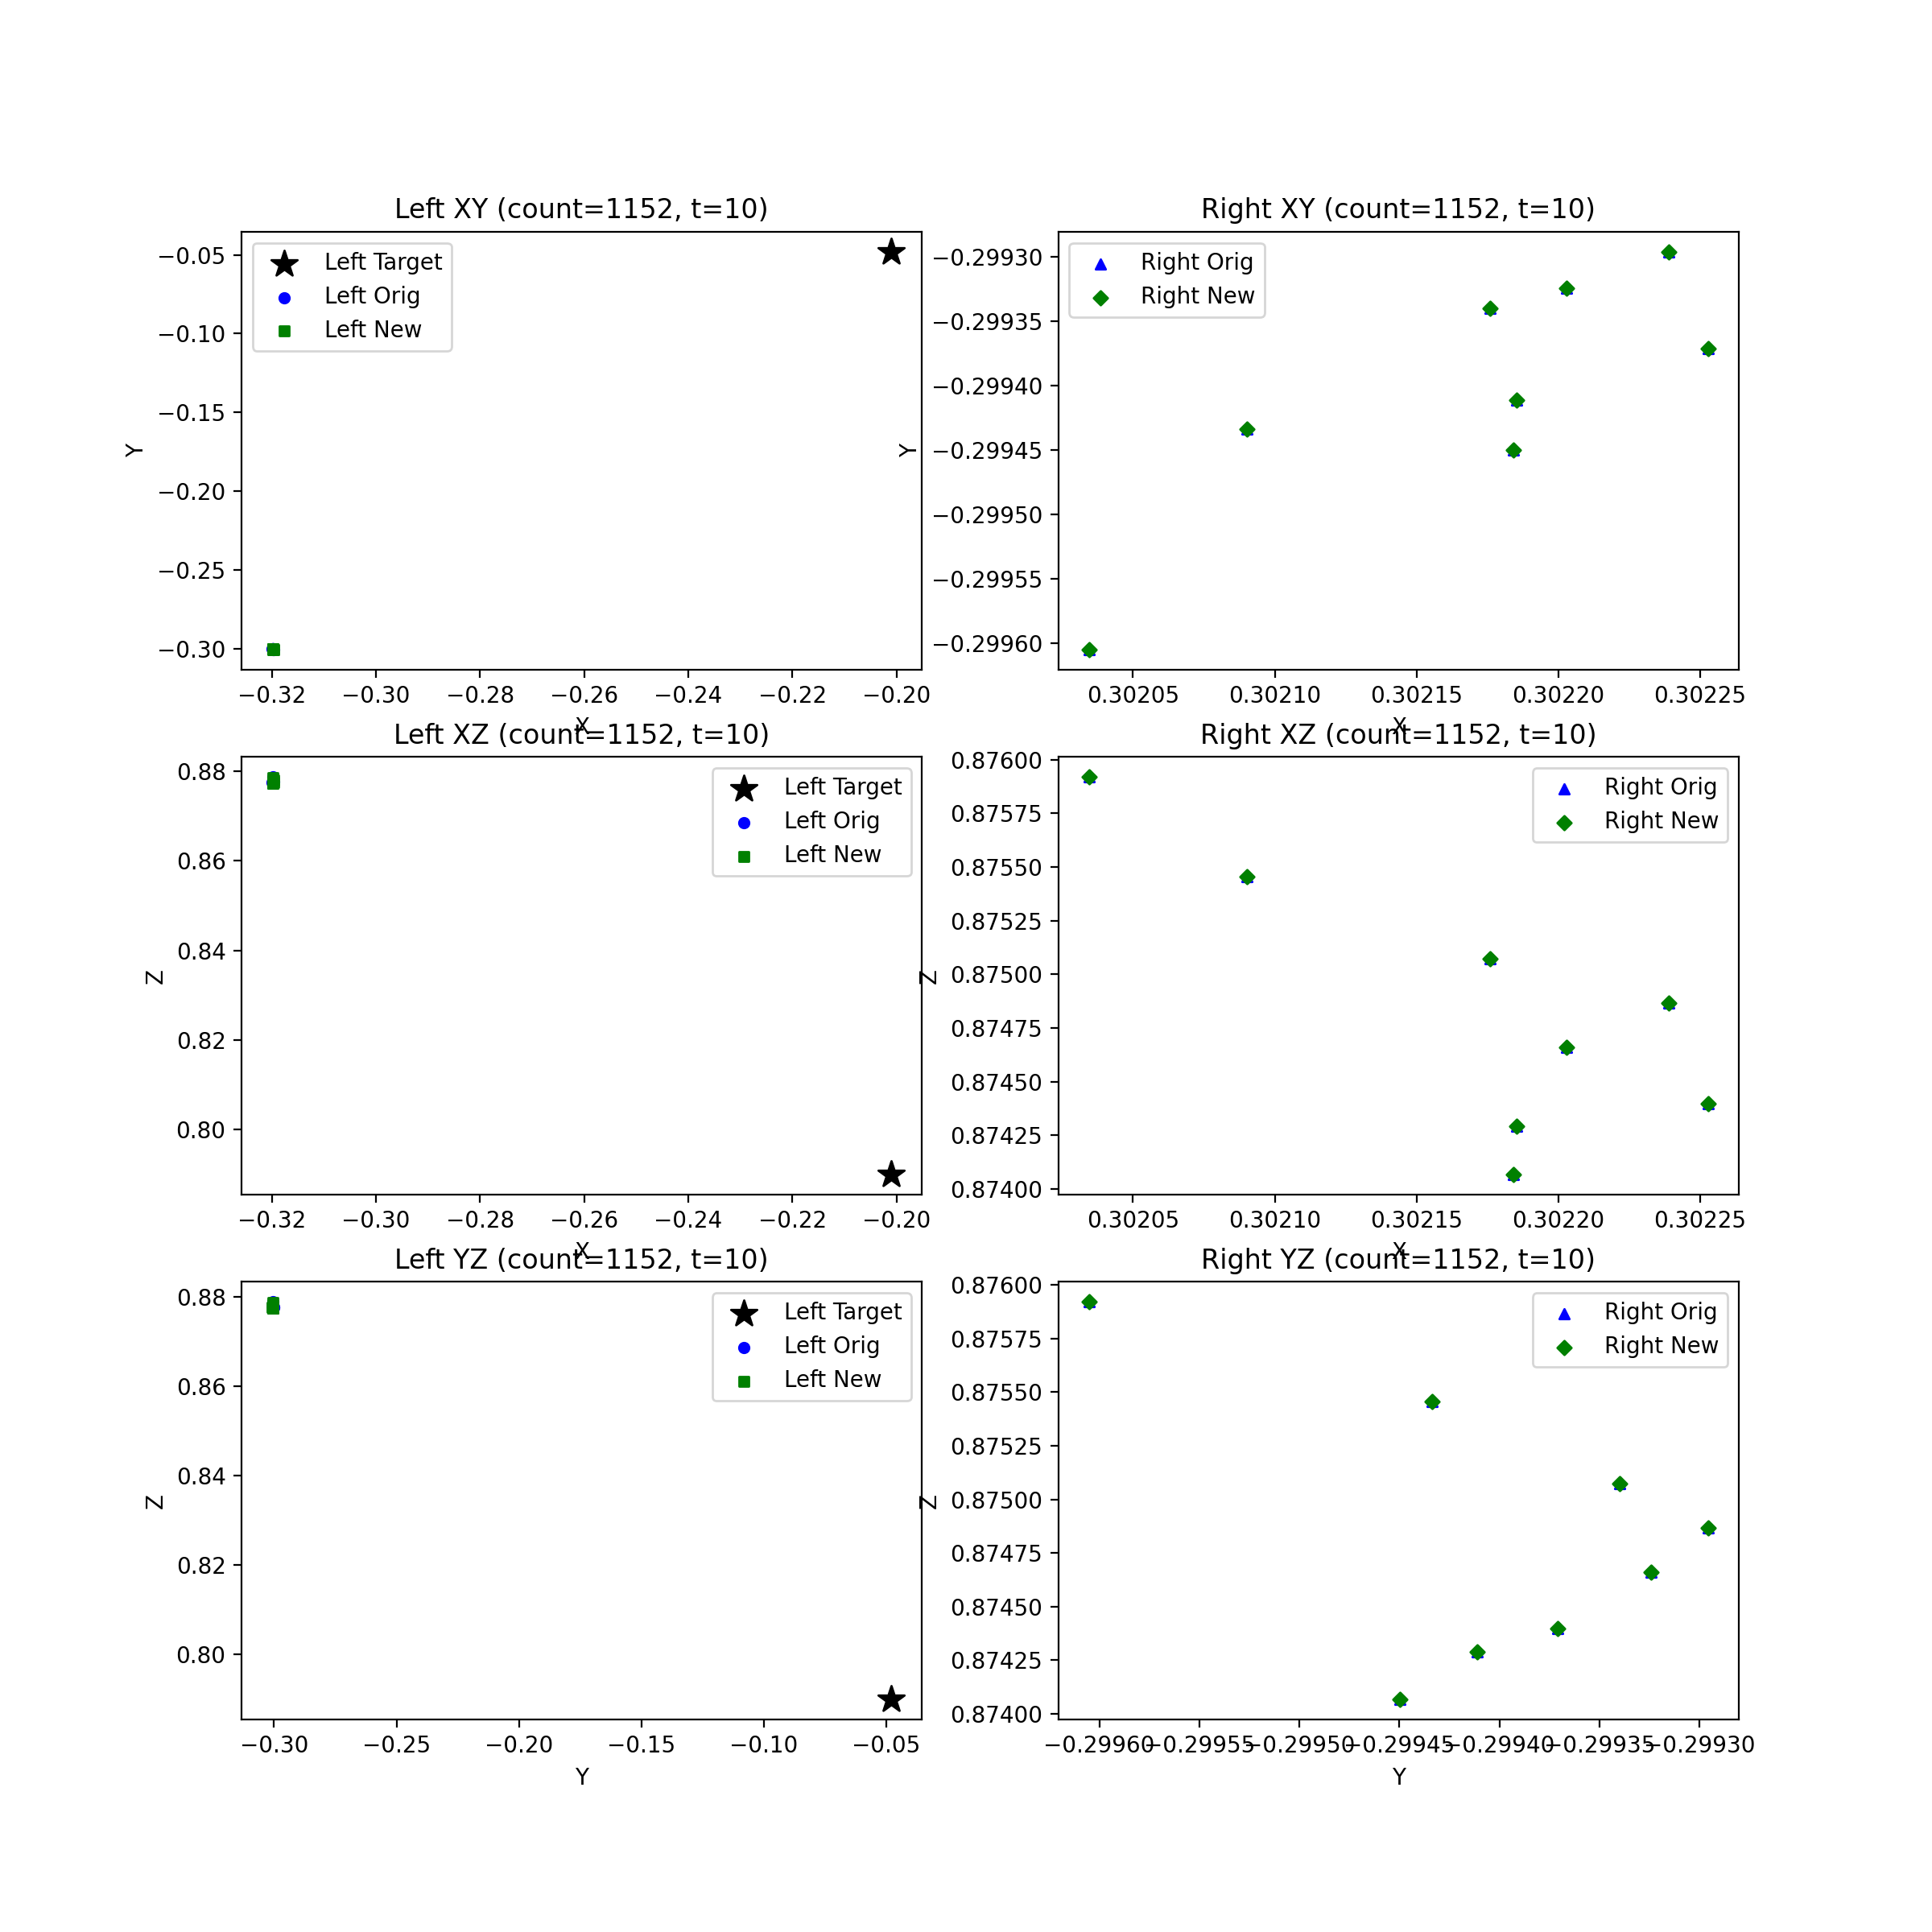 Left XY (count=1152, t=10)
Left Target
Left Orig
Left New
−0.05
−0.10
−0.15
−0.20
−0.25
−0.30
Y
−0.32 −0.30 −0.28 −0.26 −0.24 −0.22 −0.20
X
Right XY (count=1152, t=10)
Right Orig
Right New
−0.29930
−0.29935
−0.29940
−0.29945
−0.29950
−0.29955
−0.29960
Y
0.30205 0.30210 0.30215 0.30220 0.30225
X
Left XZ (count=1152, t=10)
Left Target
Left Orig
Left New
0.88
0.86
0.84
0.82
0.80
Z
−0.32 −0.30 −0.28 −0.26 −0.24 −0.22 −0.20
X
Right XZ (count=1152, t=10)
Right Orig
Right New
0.87600
0.87575
0.87550
0.87525
0.87500
0.87475
0.87450
0.87425
0.87400
Z
0.30205 0.30210 0.30215 0.30220 0.30225
X
Left YZ (count=1152, t=10)
Left Target
Left Orig
Left New
0.88
0.86
0.84
0.82
0.80
Z
−0.30 −0.25 −0.20 −0.15 −0.10 −0.05
Y
Right YZ (count=1152, t=10)
Right Orig
Right New
0.87600
0.87575
0.87550
0.87525
0.87500
0.87475
0.87450
0.87425
0.87400
Z
−0.29960 −0.29955 −0.29950 −0.29945 −0.29940 −0.29935 −0.29930
Y